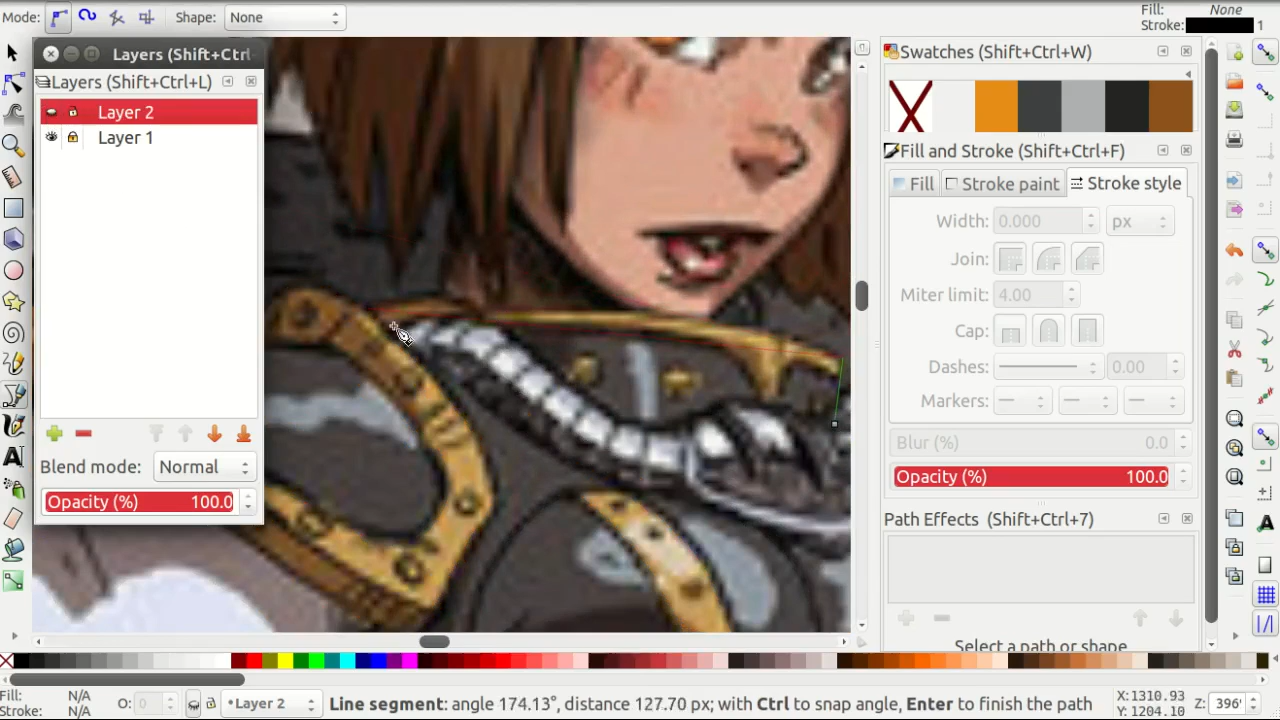 Mode:
Shape: None
Fill: None
Stroke: 1
Layers (Shift+Ctrl
Layers (Shift+Ctrl+L)
Layer 2
Layer 1
Blend mode: Normal
Opacity (%) 100.0
Swatches (Shift+Ctrl+W)
Fill and Stroke (Shift+Ctrl+F)
Fill Stroke paint Stroke style
Width: 0.000 px
Join:
Miter limit: 4.00
Cap:
Dashes: 0.00
Markers:
Blur (%) 0.0
Opacity (%) 100.0
Path Effects (Shift+Ctrl+7)
Select a path or shape
Fill: N/A
Stroke: N/A
O: 0
•Layer 2
Line segment: angle 174.13°, distance 127.70 px; with Ctrl to snap angle, Enter to finish the path
X:1310.93
Y:1204.10
Z: 396